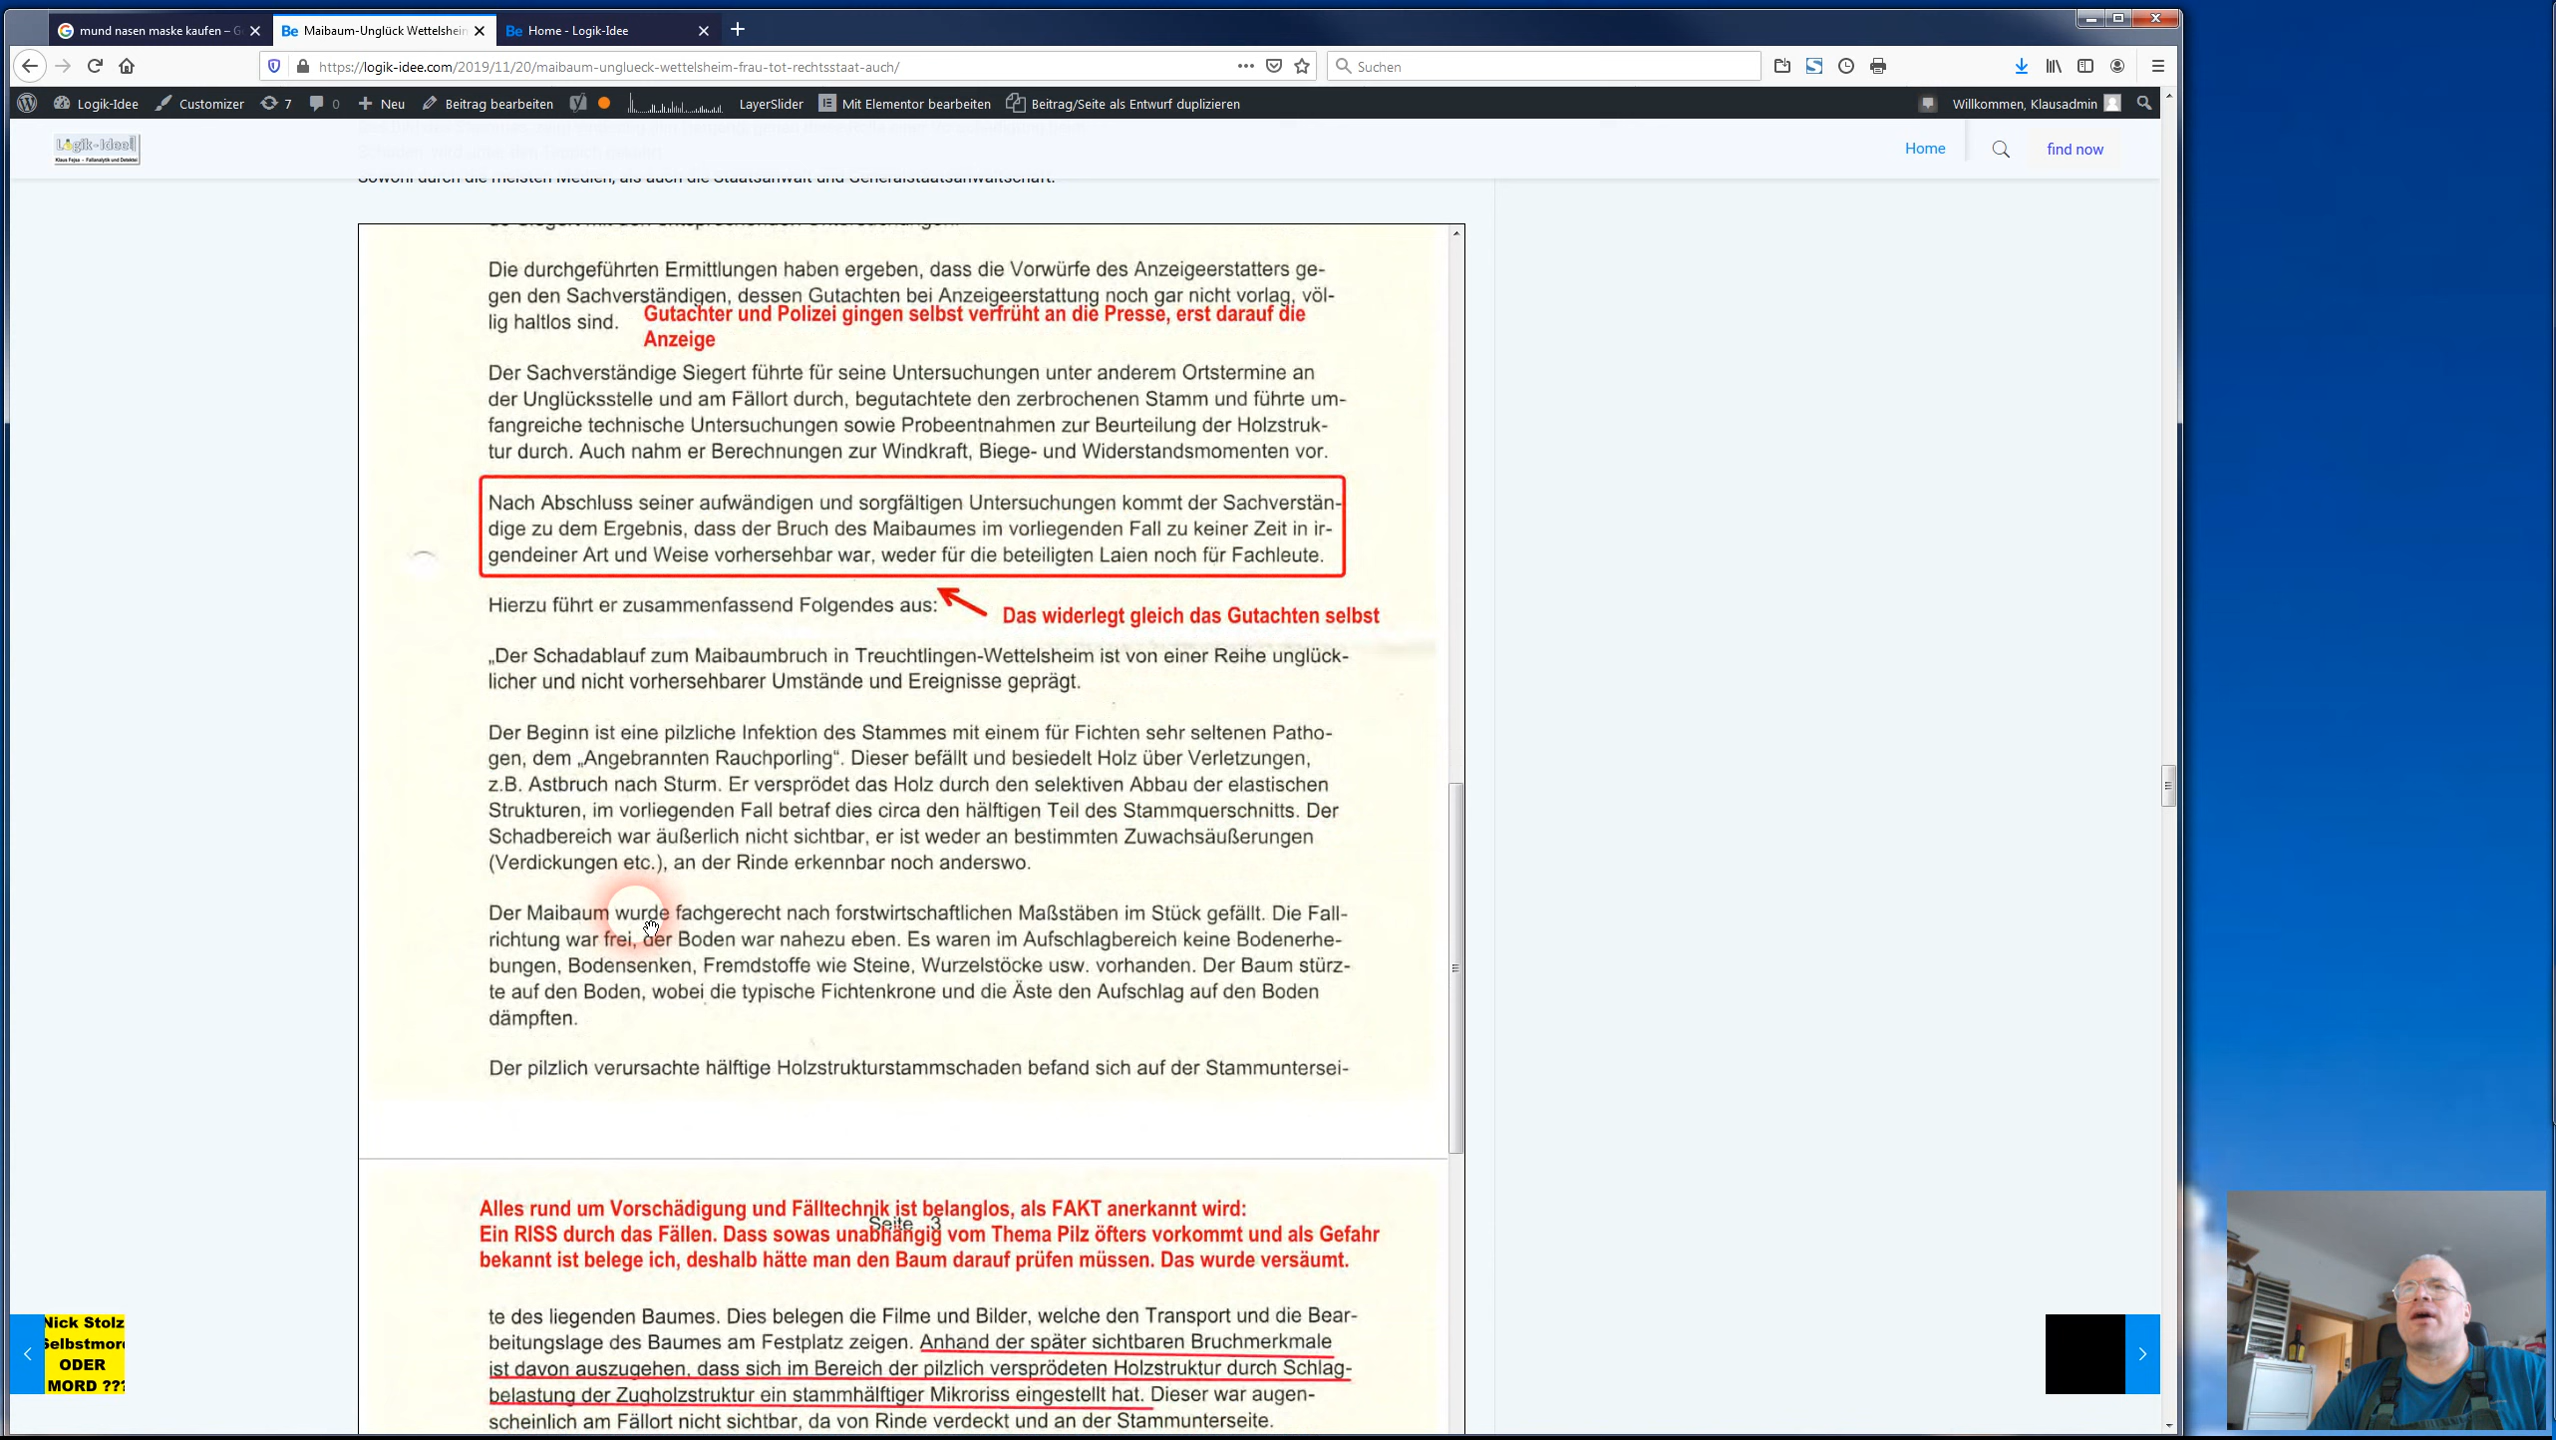 mund nasen maske kaufen –
Maibaum-Unglück Wettelshein
Home - Logik-Idee
https://logik-idee.com/2019/11/20/maibaum-unglueck-wettelsheim-frau-tot-rechtsstaat-auch/
Suchen
Logik-Idee
Customizer
7
0
Neu
Beitrag bearbeiten
LayerSlider
Mit Elementor bearbeiten
Beitrag/Seite als Entwurf duplizieren
Willkommen, Klausadmin
Logik-Idee!
Klaus Fejsa - Fallanalytik und Detektei
Home
find now
Sowohl durch die meisten Medien, als auch die Staatsanwalt und Generalstaatsanwaltschaft.
Die durchgeführten Ermittlungen haben ergeben, dass die Vorwürfe des Anzeigeerstatters ge-
gen den Sachverständigen, dessen Gutachten bei Anzeigeerstattung noch gar nicht vorlag, völ-
lig haltlos sind.
Gutachter und Polizei gingen selbst verfrüht an die Presse, erst darauf die
Anzeige
Der Sachverständige Siegert führte für seine Untersuchungen unter anderem Ortstermine an
der Unglücksstelle und am Fällort durch, begutachtete den zerbrochenen Stamm und führte um-
fangreiche technische Untersuchungen sowie Probeentnahmen zur Beurteilung der Holzstruk-
tur durch. Auch nahm er Berechnungen zur Windkraft, Biege- und Widerstandsmomenten vor.
Nach Abschluss seiner aufwändigen und sorgfältigen Untersuchungen kommt der Sachverstän-
dige zu dem Ergebnis, dass der Bruch des Maibaumes im vorliegenden Fall zu keiner Zeit in ir-
gendeiner Art und Weise vorhersehbar war, weder für die beteiligten Laien noch für Fachleute.
Hierzu führt er zusammenfassend Folgendes aus:
Das widerlegt gleich das Gutachten selbst
„Der Schadablauf zum Maibaumbruch in Treuchtlingen-Wettelsheim ist von einer Reihe unglück-
licher und nicht vorhersehbarer Umstände und Ereignisse geprägt.
Der Beginn ist eine pilzliche Infektion des Stammes mit einem für Fichten sehr seltenen Patho-
gen, dem „Angebrannten Rauchporling“. Dieser befällt und besiedelt Holz über Verletzungen,
z.B. Astbruch nach Sturm. Er versprödet das Holz durch den selektiven Abbau der elastischen
Strukturen, im vorliegenden Fall betraf dies circa den hälftigen Teil des Stammquerschnitts. Der
Schadbereich war äußerlich nicht sichtbar, er ist weder an bestimmten Zuwachsäußerungen
(Verdickungen etc.), an der Rinde erkennbar noch anderswo.
Der Maibaum wurde fachgerecht nach forstwirtschaftlichen Maßstäben im Stück gefällt. Die Fall-
richtung war frei, der Boden war nahezu eben. Es waren im Aufschlagbereich keine Bodenerhe-
bungen, Bodensenken, Fremdstoffe wie Steine, Wurzelstöcke usw. vorhanden. Der Baum stürz-
te auf den Boden, wobei die typische Fichtenkrone und die Äste den Aufschlag auf den Boden
dämpften.
Der pilzlich verursachte hälftige Holzstrukturstammschaden befand sich auf der Stammuntersei-
Alles rund um Vorschädigung und Fälltechnik ist belanglos, als FAKT anerkannt wird:
Seite 3
Ein RISS durch das Fällen. Dass sowas unabhängig vom Thema Pilz öfters vorkommt und als Gefahr
bekannt ist belege ich, deshalb hätte man den Baum darauf prüfen müssen. Das wurde versäumt.
te des liegenden Baumes. Dies belegen die Filme und Bilder, welche den Transport und die Bear-
beitungslage des Baumes am Festplatz zeigen. Anhand der später sichtbaren Bruchmerkmale
ist davon auszugehen, dass sich im Bereich der pilzlich versprödeten Holzstruktur durch Schlag-
belastung der Zugholzstruktur ein stammhälftiger Mikroriss eingestellt hat. Dieser war augen-
scheinlich am Fällort nicht sichtbar, da von Rinde verdeckt und an der Stammunterseite.
Nick Stolz
Selbstmord
ODER
MORD ???